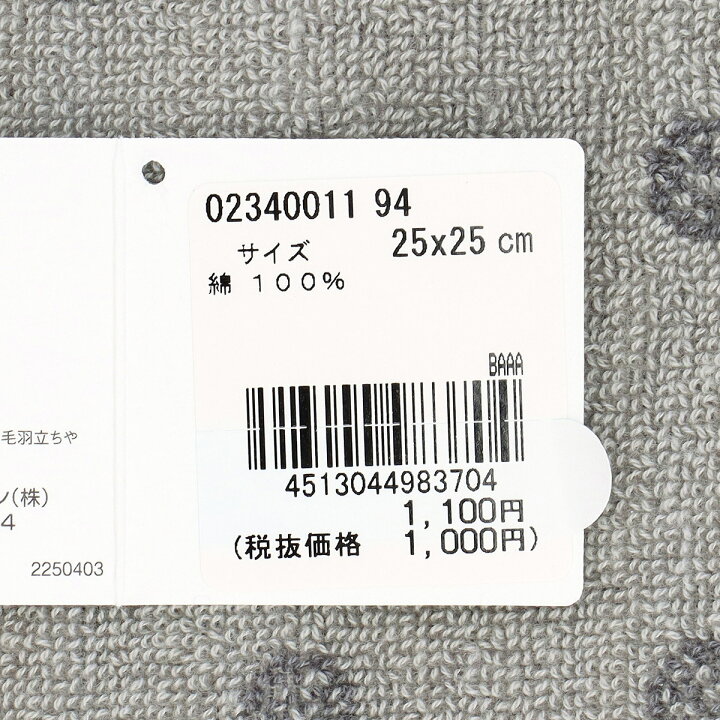 02340011 94
サイズ 25x25 cm
綿 100%
BAAA
4513044983704
1,100円
(税抜価格 1,000円)
毛羽立ちや
ン(株)
4
2250403